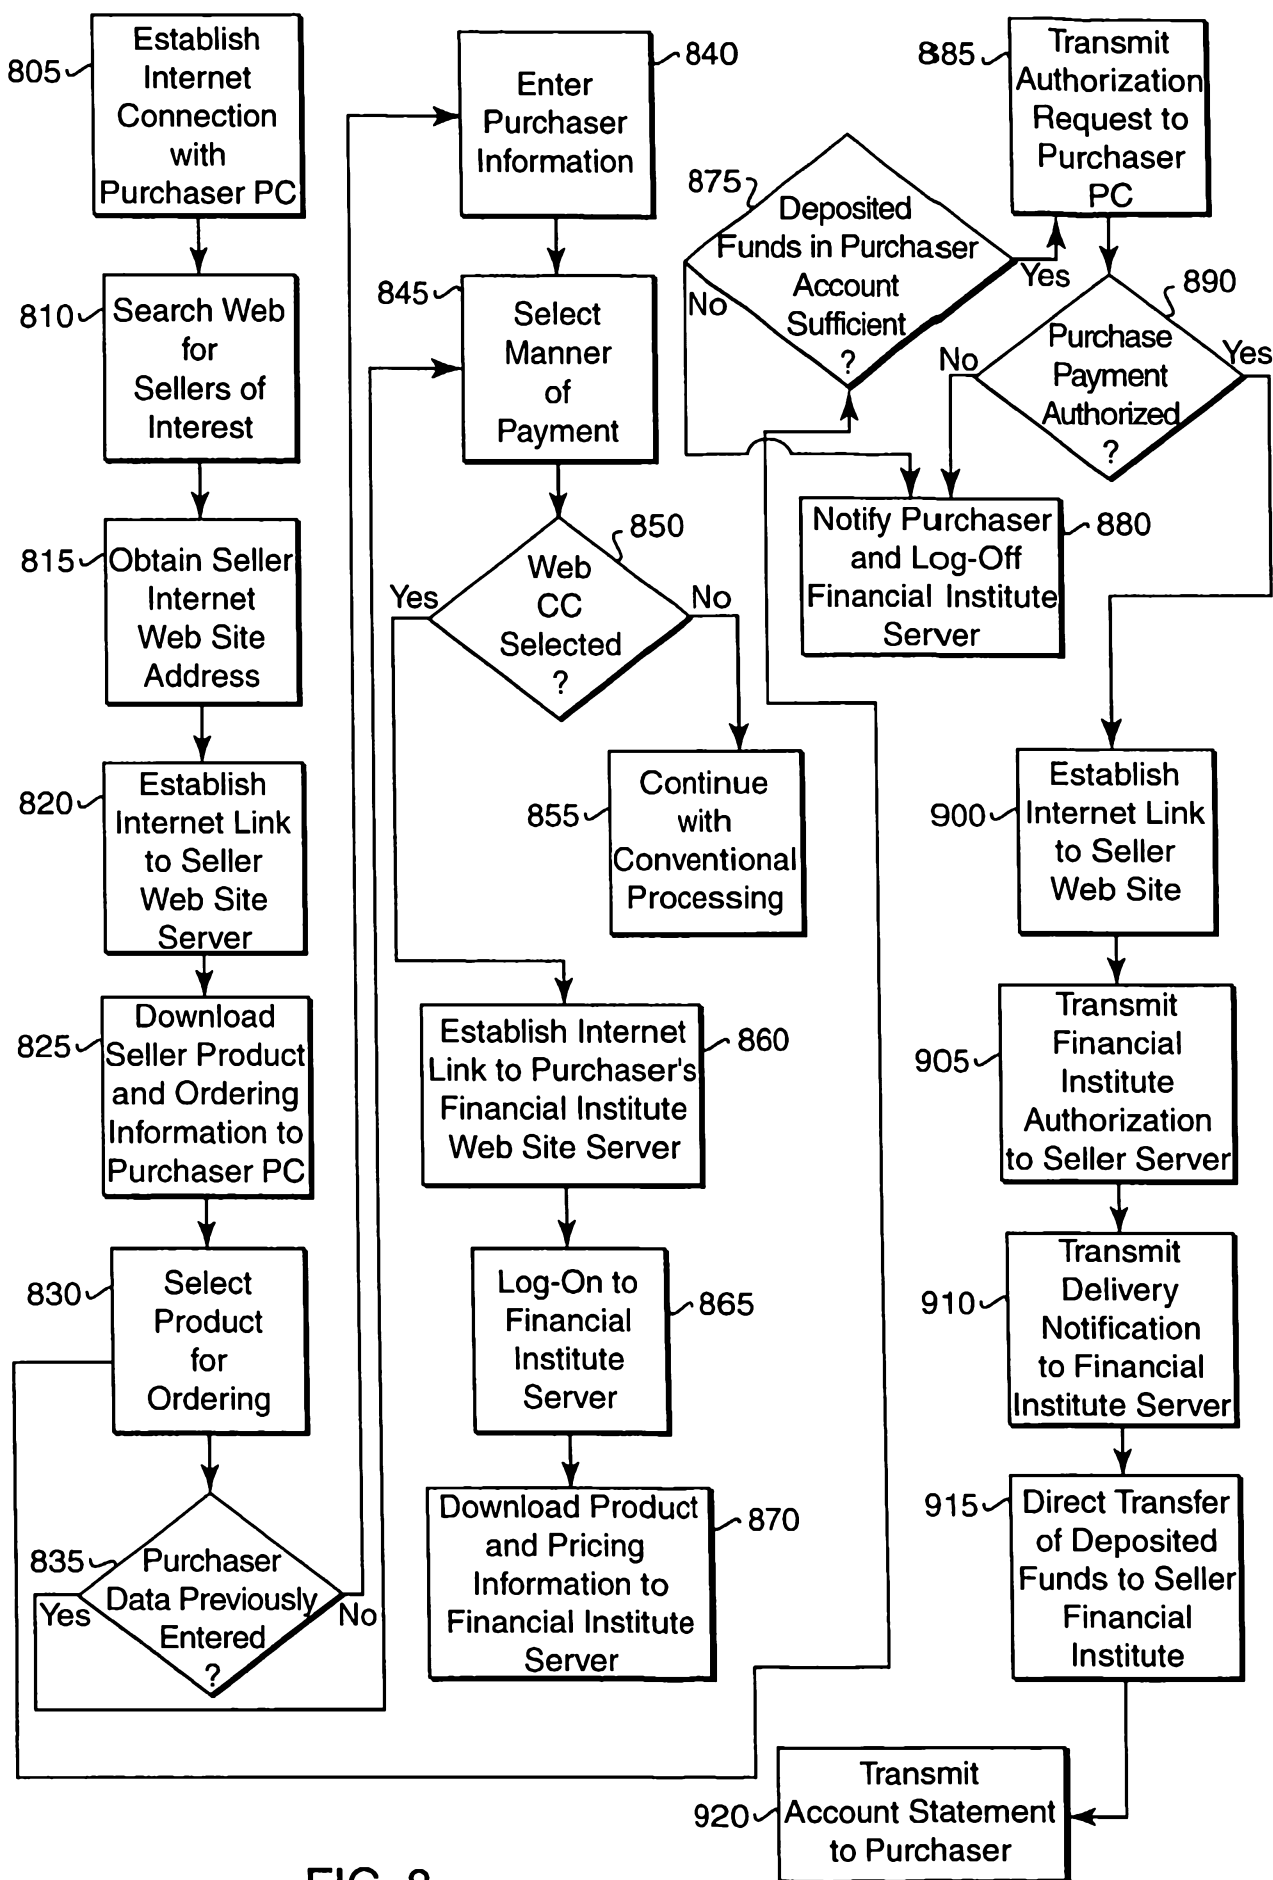 805
Establish
Internet
Connection
with
Purchaser PC
810
Search Web
for
Sellers of
Interest
815
Obtain Seller
Internet
Web Site
Address
820
Establish
Internet Link
to Seller
Web Site
Server
825
Download
Seller Product
and Ordering
Information to
Purchaser PC
830
Select
Product
for
Ordering
835
Purchaser
Data Previously
Entered
?
Yes
No
840
Enter
Purchaser
Information
845
Select
Manner
of
Payment
850
Web
CC
Selected
?
Yes
No
855
Continue
with
Conventional
Processing
860
Establish Internet
Link to Purchaser's
Financial Institute
Web Site Server
865
Log-On to
Financial
Institute
Server
870
Download Product
and Pricing
Information to
Financial Institute
Server
875
Deposited
Funds in Purchaser
Account
Sufficient
?
No
Yes
880
Notify Purchaser
and Log-Off
Financial Institute
Server
885
Transmit
Authorization
Request to
Purchaser
PC
890
Purchase
Payment
Authorized
?
No
Yes
900
Establish
Internet Link
to Seller
Web Site
905
Transmit
Financial
Institute
Authorization
to Seller Server
910
Transmit
Delivery
Notification
to Financial
Institute Server
915
Direct Transfer
of Deposited
Funds to Seller
Financial
Institute
920
Transmit
Account Statement
to Purchaser
FIG. 8